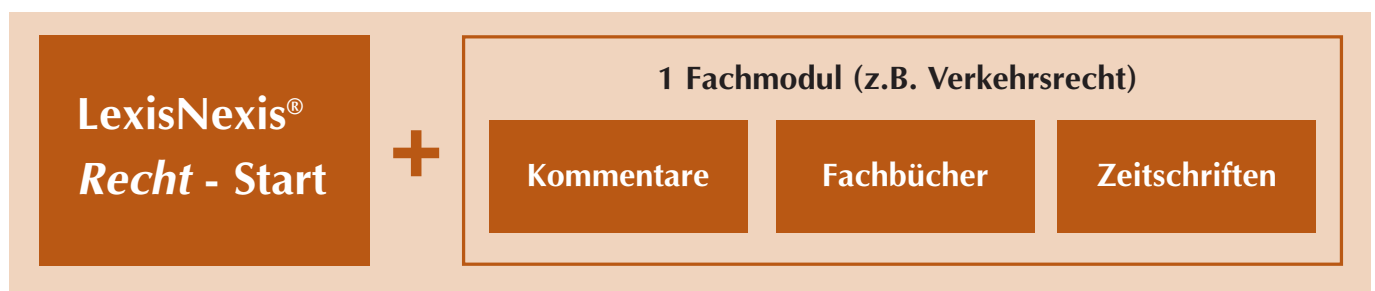 LexisNexis®
Recht - Start
+
1 Fachmodul (z.B. Verkehrsrecht)
Kommentare
Fachbücher
Zeitschriften